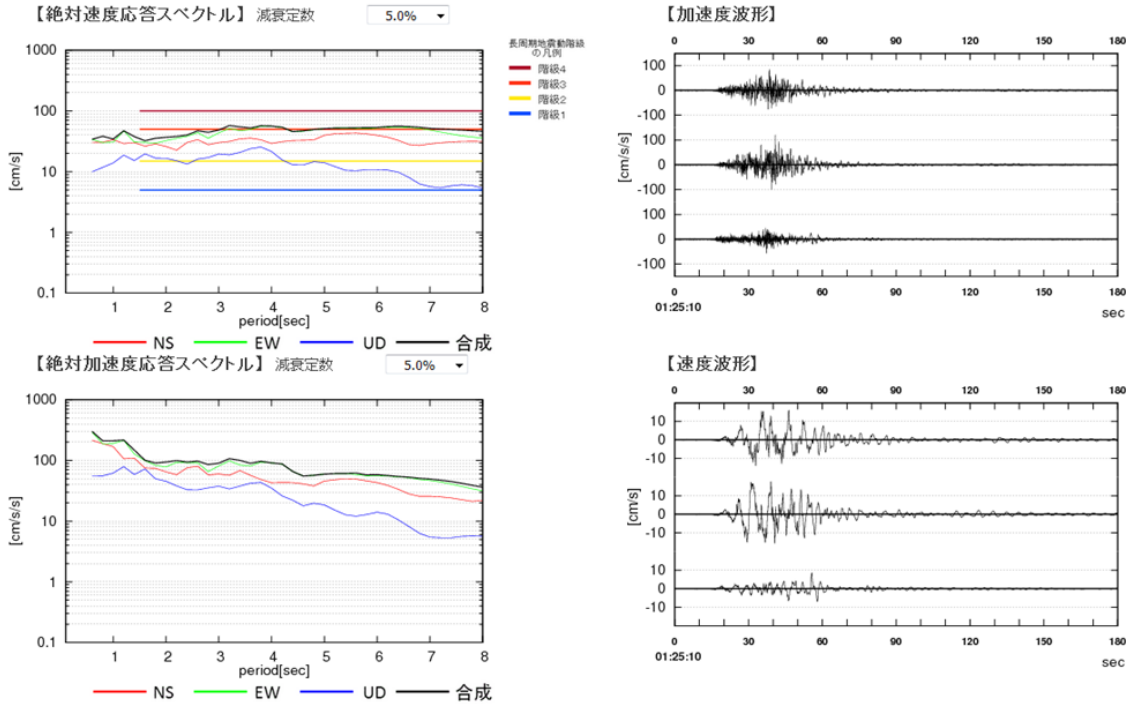 【絶対速度応答スペクトル】 減衰定数 5.0%
1000
100
10
1
0.1
[cm/s]
1 2 3 4 5 6 7 8
period[sec]
NS EW UD 合成
長周期地震動階級
の凡例
階級4
階級3
階級2
階級1
【加速度波形】
0 30 60 90 120 150 180
100
0
-100
100
0
-100
100
0
-100
[cm/s/s]
0 30 60 90 120 150 180
01:25:10
sec
【絶対加速度応答スペクトル】 減衰定数 5.0%
1000
100
10
1
0.1
[cm/s/s]
1 2 3 4 5 6 7 8
period[sec]
NS EW UD 合成
【速度波形】
0 30 60 90 120 150 180
10
0
-10
10
0
-10
10
0
-10
[cm/s]
0 30 60 90 120 150 180
01:25:10
sec